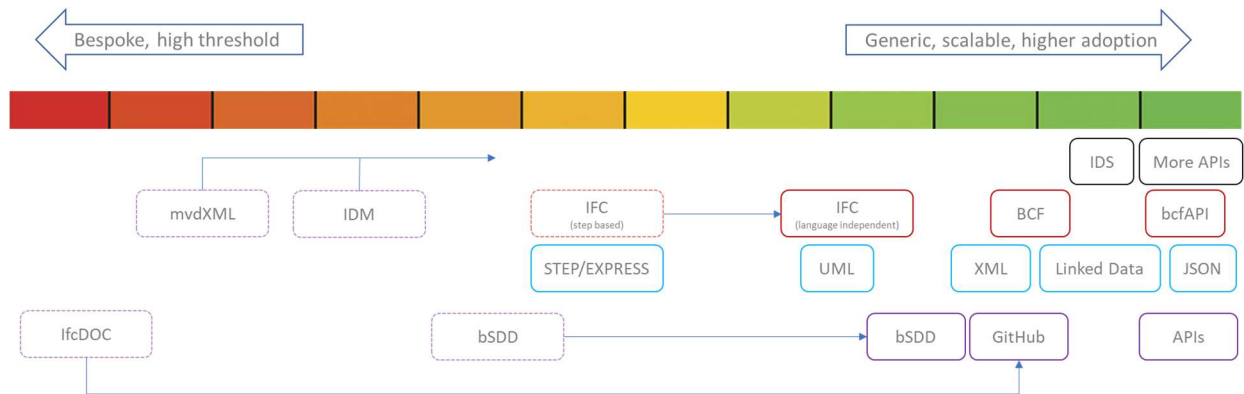 Bespoke, high threshold
Generic, scalable, higher adoption
IDS
More APIs
mvdXML
IDM
IFC
(step based)
IFC
(language independent)
BCF
bcfAPI
STEP/EXPRESS
UML
XML
Linked Data
JSON
IfcDOC
bSDD
bSDD
GitHub
APIs